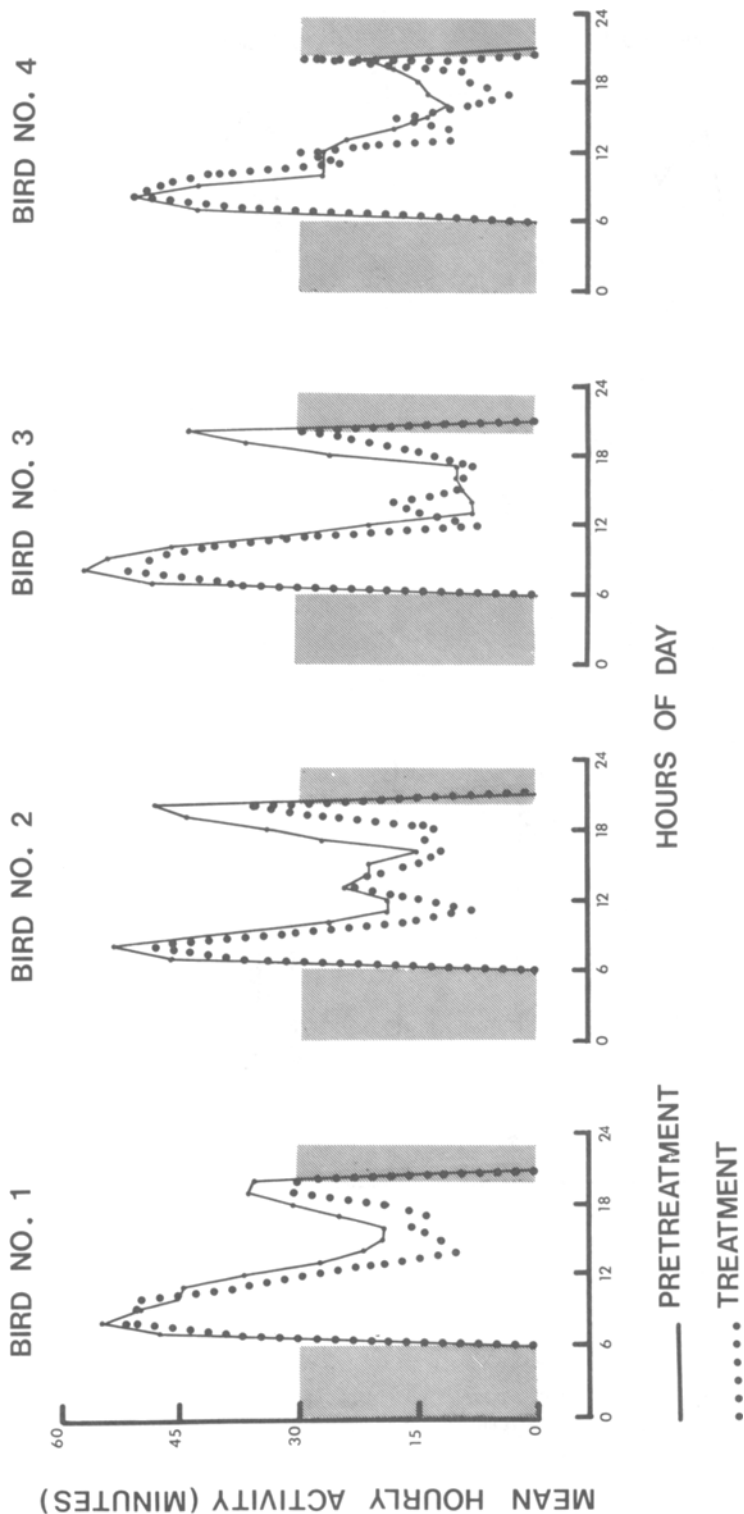 BIRD NO. 1
BIRD NO. 2
BIRD NO. 3
BIRD NO. 4
MEAN HOURLY ACTIVITY (MINUTES)
60
45
30
15
0
0 6 12 18 24
0 6 12 18 24
0 6 12 18 24
0 6 12 18 24
HOURS OF DAY
PRETREATMENT
TREATMENT